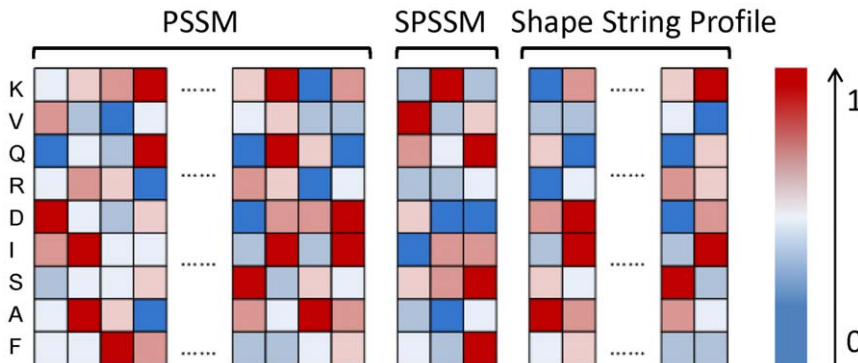 PSSM SPSSM Shape String Profile
K ...... ...... 1
V
Q
R ...... ......
D
I ...... ......
S
A
F ...... ...... 0